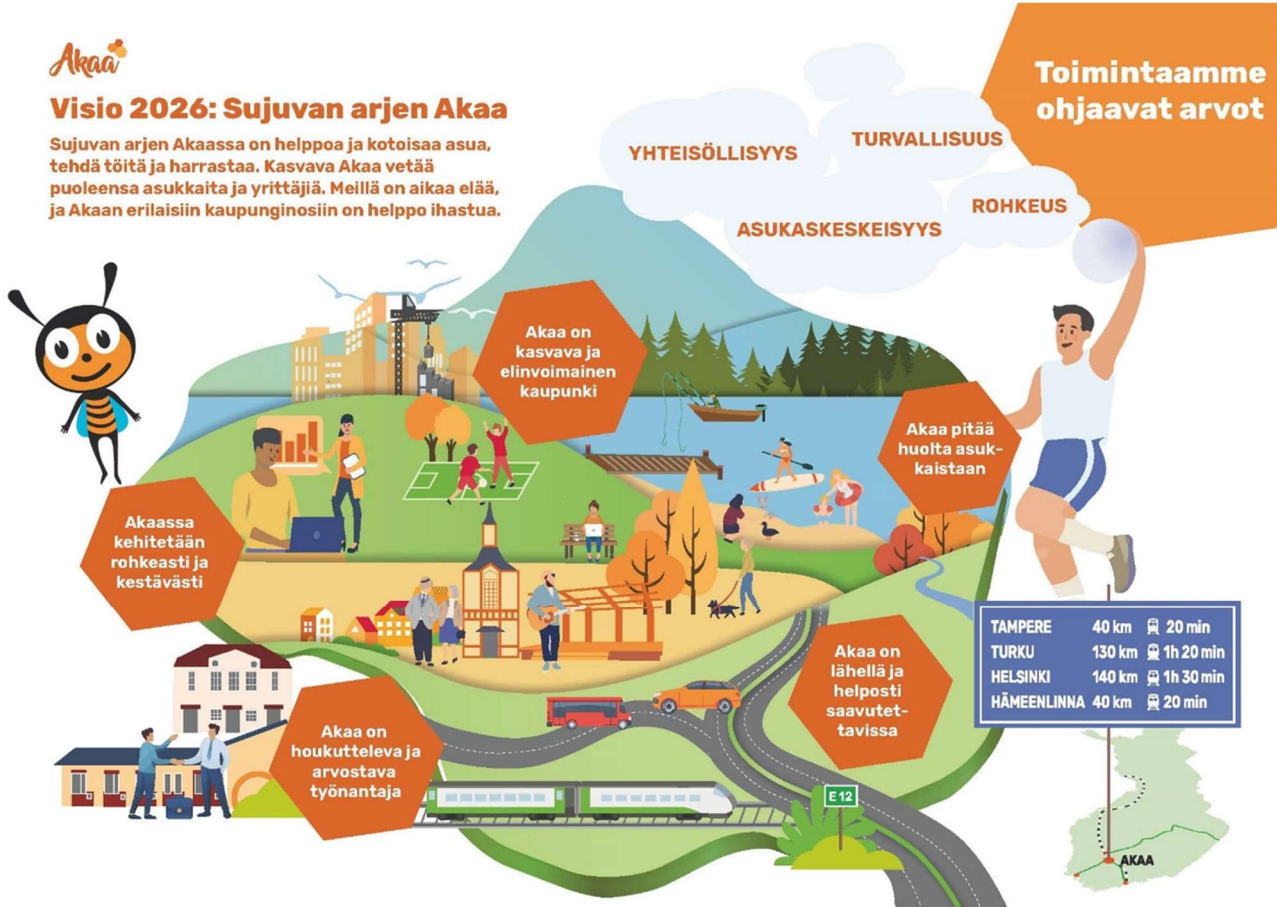 Akaa
Visio 2026: Sujuvan arjen Akaa
Sujuvan arjen Akaassa on helppoa ja kotoisaa asua,
tehdä töitä ja harrastaa. Kasvava Akaa vetää
puoleensa asukkaita ja yrittäjiä. Meillä on aikaa elää,
ja Akaan erilaisiin kaupunginosiin on helppo ihastua.
Toimintaamme
ohjaavat arvot
YHTEISÖLLISYYS
TURVALLISUUS
ASUKASKESKEISYYS
ROHKEUS
Akaa on
kasvava ja
elinvoimainen
kaupunki
Akaa pitää
huolta asuk-
kaistaan
Akaassa
kehitetään
rohkeasti ja
kestävästi
Akaa on
lähellä ja
helposti
saavutet-
tavissa
Akaa on
houkutteleva ja
arvostava
työnantaja
TAMPERE 40 km 20 min
TURKU 130 km 1h 20 min
HELSINKI 140 km 1h 30 min
HÄMEENLINNA 40 km 20 min
E12
AKAA